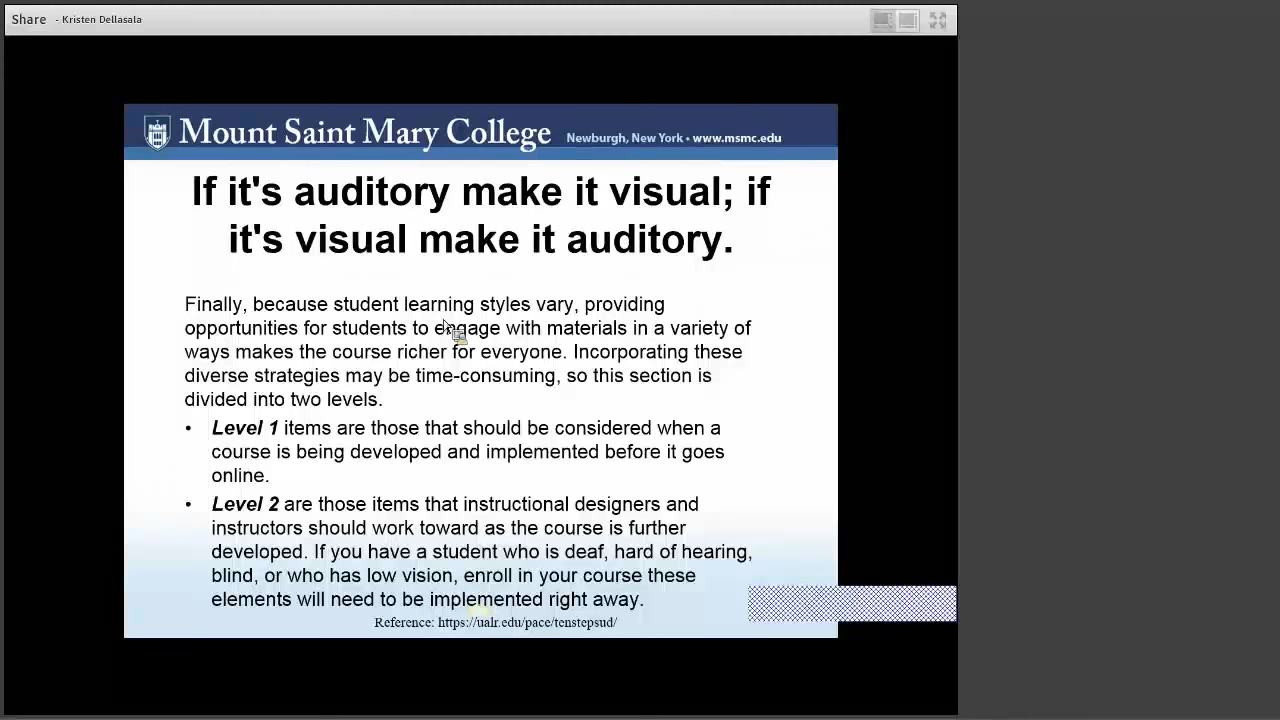 Share - Kristen Dellasala
Mount Saint Mary College Newburgh, New York • www.msmc.edu
If it's auditory make it visual; if
it's visual make it auditory.
Finally, because student learning styles vary, providing
opportunities for students to engage with materials in a variety of
ways makes the course richer for everyone. Incorporating these
diverse strategies may be time-consuming, so this section is
divided into two levels.
• Level 1 items are those that should be considered when a
course is being developed and implemented before it goes
online.
• Level 2 are those items that instructional designers and
instructors should work toward as the course is further
developed. If you have a student who is deaf, hard of hearing,
blind, or who has low vision, enroll in your course these
elements will need to be implemented right away.
Reference: https://ualr.edu/pace/tenstepsud/